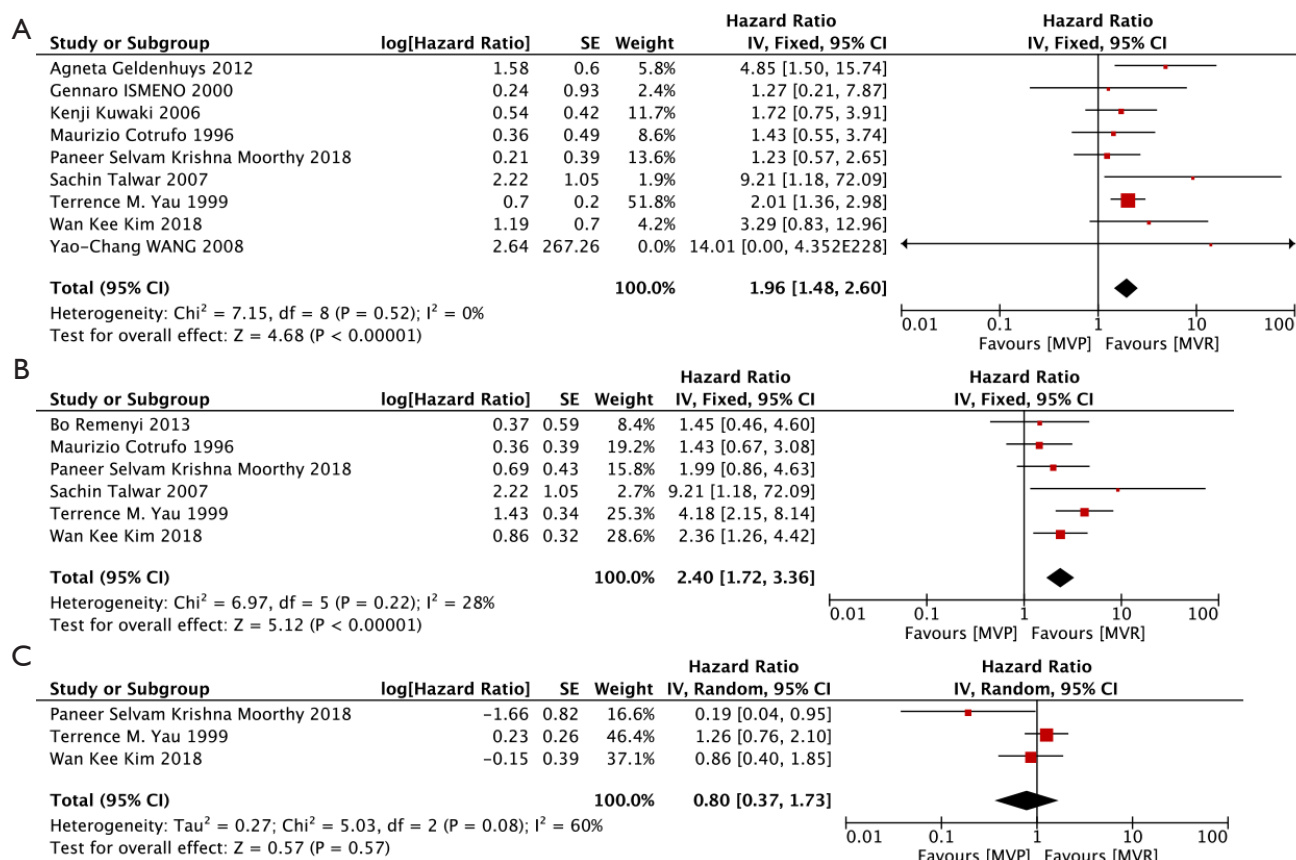 A
Hazard Ratio Hazard Ratio
Study or Subgroup log[Hazard Ratio] SE Weight IV, Fixed, 95% CI IV, Fixed, 95% CI
Agneta Geldenhuys 2012 1.58 0.6 5.8% 4.85 [1.50, 15.74]
Gennaro ISMENO 2000 0.24 0.93 2.4% 1.27 [0.21, 7.87]
Kenji Kuwaki 2006 0.54 0.42 11.7% 1.72 [0.75, 3.91]
Maurizio Cotrufo 1996 0.36 0.49 8.6% 1.43 [0.55, 3.74]
Paneer Selvam Krishna Moorthy 2018 0.21 0.39 13.6% 1.23 [0.57, 2.65]
Sachin Talwar 2007 2.22 1.05 1.9% 9.21 [1.18, 72.09]
Terrence M. Yau 1999 0.7 0.2 51.8% 2.01 [1.36, 2.98]
Wan Kee Kim 2018 1.19 0.7 4.2% 3.29 [0.83, 12.96]
Yao–Chang WANG 2008 2.64 267.26 0.0% 14.01 [0.00, 4.352E228]
Total (95% CI) 100.0% 1.96 [1.48, 2.60]
Heterogeneity: Chi² = 7.15, df = 8 (P = 0.52); I² = 0%
Test for overall effect: Z = 4.68 (P < 0.00001)
0.01 0.1 1 10 100
Favours [MVP] Favours [MVR]
B
Hazard Ratio Hazard Ratio
Study or Subgroup log[Hazard Ratio] SE Weight IV, Fixed, 95% CI IV, Fixed, 95% CI
Bo Remenyi 2013 0.37 0.59 8.4% 1.45 [0.46, 4.60]
Maurizio Cotrufo 1996 0.36 0.39 19.2% 1.43 [0.67, 3.08]
Paneer Selvam Krishna Moorthy 2018 0.69 0.43 15.8% 1.99 [0.86, 4.63]
Sachin Talwar 2007 2.22 1.05 2.7% 9.21 [1.18, 72.09]
Terrence M. Yau 1999 1.43 0.34 25.3% 4.18 [2.15, 8.14]
Wan Kee Kim 2018 0.86 0.32 28.6% 2.36 [1.26, 4.42]
Total (95% CI) 100.0% 2.40 [1.72, 3.36]
Heterogeneity: Chi² = 6.97, df = 5 (P = 0.22); I² = 28%
Test for overall effect: Z = 5.12 (P < 0.00001)
0.01 0.1 1 10 100
Favours [MVP] Favours [MVR]
C
Hazard Ratio Hazard Ratio
Study or Subgroup log[Hazard Ratio] SE Weight IV, Random, 95% CI IV, Random, 95% CI
Paneer Selvam Krishna Moorthy 2018 −1.66 0.82 16.6% 0.19 [0.04, 0.95]
Terrence M. Yau 1999 0.23 0.26 46.4% 1.26 [0.76, 2.10]
Wan Kee Kim 2018 −0.15 0.39 37.1% 0.86 [0.40, 1.85]
Total (95% CI) 100.0% 0.80 [0.37, 1.73]
Heterogeneity: Tau² = 0.27; Chi² = 5.03, df = 2 (P = 0.08); I² = 60%
Test for overall effect: Z = 0.57 (P = 0.57)
0.01 0.1 1 10 100
Favours [MVP] Favours [MVR]